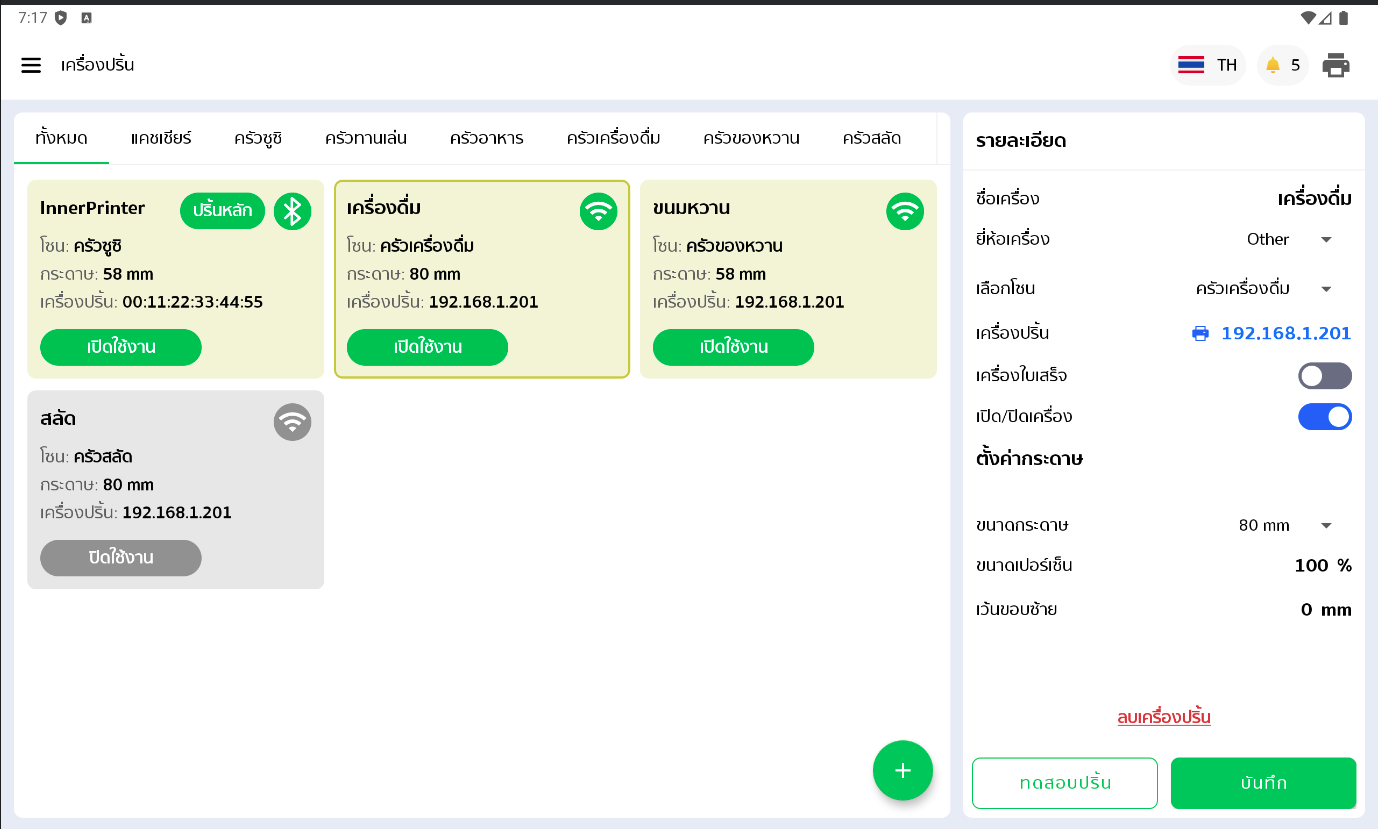 7:17
เครื่องปริ้น
TH
5
ทั้งหมด แคชเชียร์ ครัวซูชิ ครัวทานเล่น ครัวอาหาร ครัวเครื่องดื่ม ครัวของหวาน ครัวสลัด
InnerPrinter ปริ้นหลัก
โซน: ครัวซูชิ
กระดาษ: 58 mm
เครื่องปริ้น: 00:11:22:33:44:55
เปิดใช้งาน
เครื่องดื่ม
โซน: ครัวเครื่องดื่ม
กระดาษ: 80 mm
เครื่องปริ้น: 192.168.1.201
เปิดใช้งาน
ขนมหวาน
โซน: ครัวของหวาน
กระดาษ: 58 mm
เครื่องปริ้น: 192.168.1.201
เปิดใช้งาน
สลัด
โซน: ครัวสลัด
กระดาษ: 80 mm
เครื่องปริ้น: 192.168.1.201
ปิดใช้งาน
+
รายละเอียด
ชื่อเครื่อง เครื่องดื่ม
ยี่ห้อเครื่อง Other
เลือกโซน ครัวเครื่องดื่ม
เครื่องปริ้น 192.168.1.201
เครื่องใบเสร็จ
เปิด/ปิดเครื่อง
ตั้งค่ากระดาษ
ขนาดกระดาษ 80 mm
ขนาดเปอร์เซ็น 100 %
เว้นขอบซ้าย 0 mm
ลบเครื่องปริ้น
ทดสอบปริ้น บันทึก